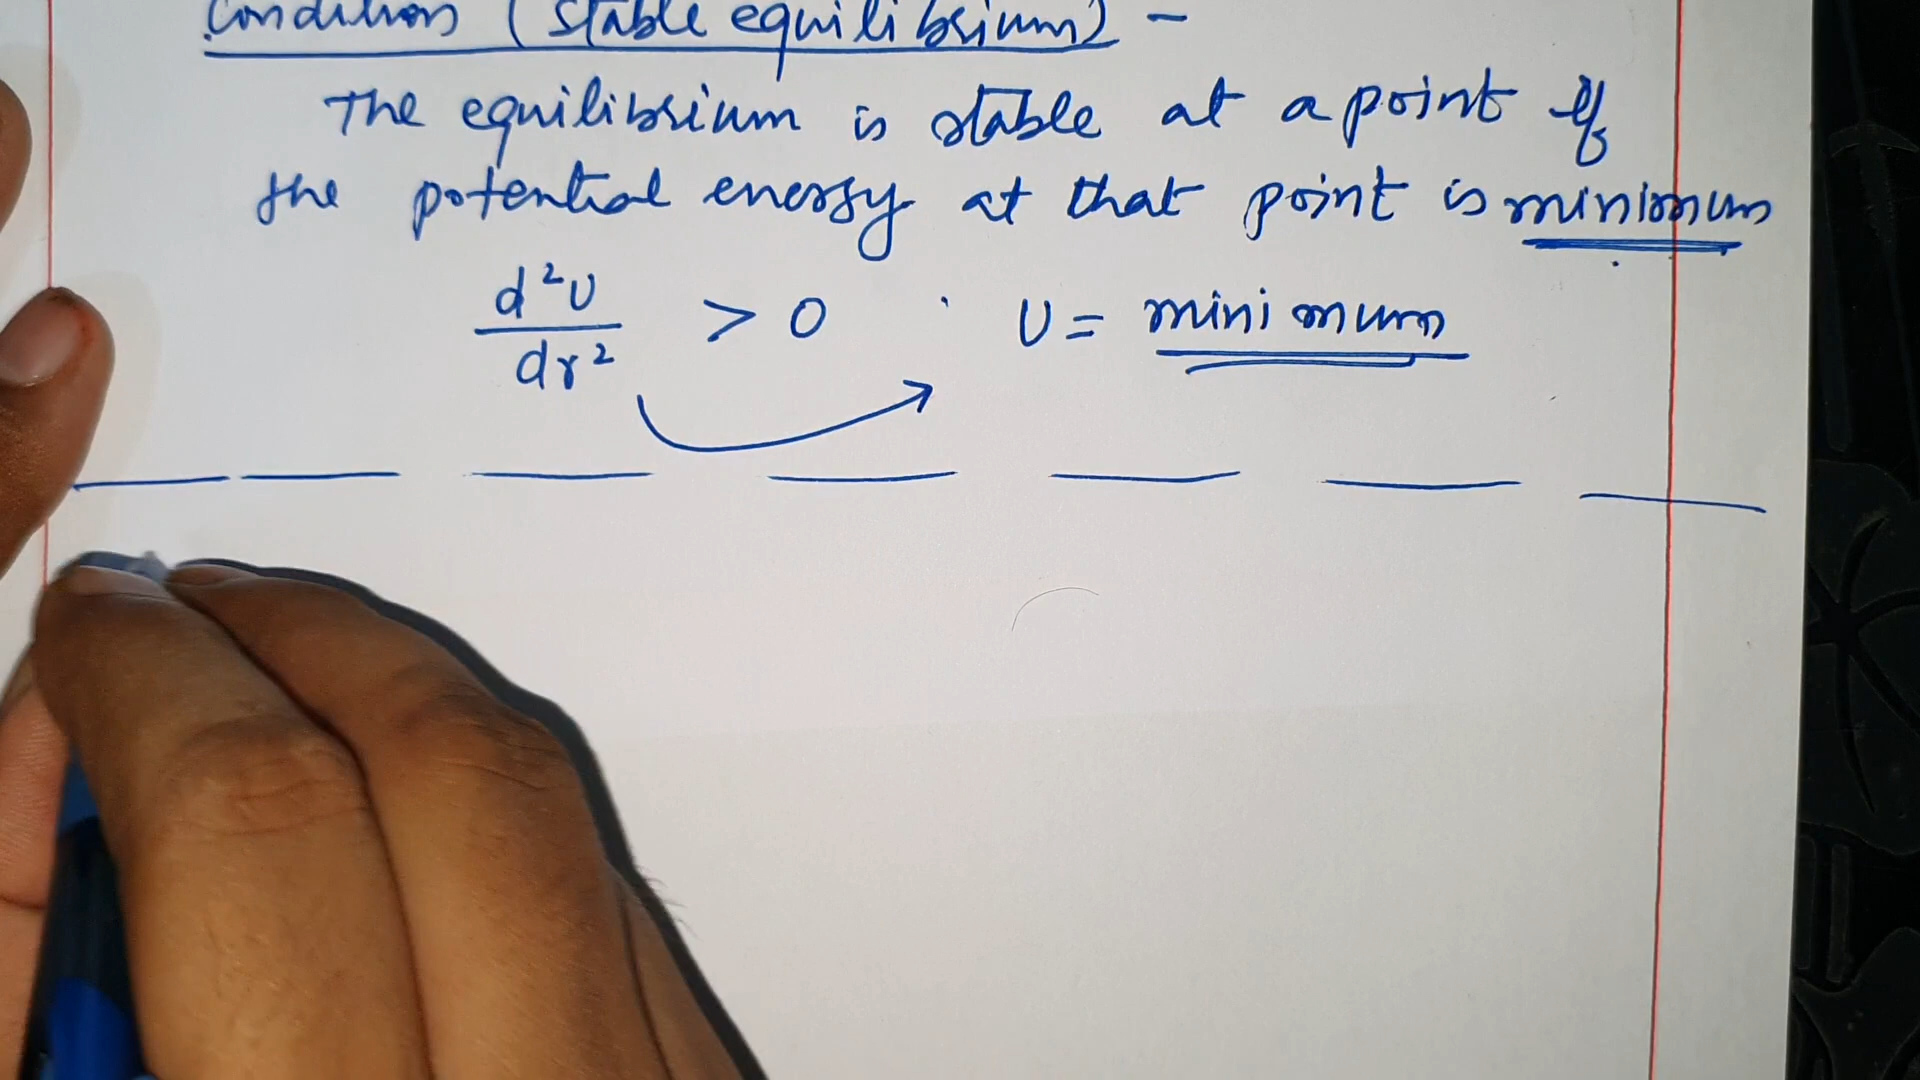 Conditions (Stable equilibrium) -
The equilibrium is stable at a point if
the potential energy at that point is minimum
d²U/dr² > 0 U = minimum